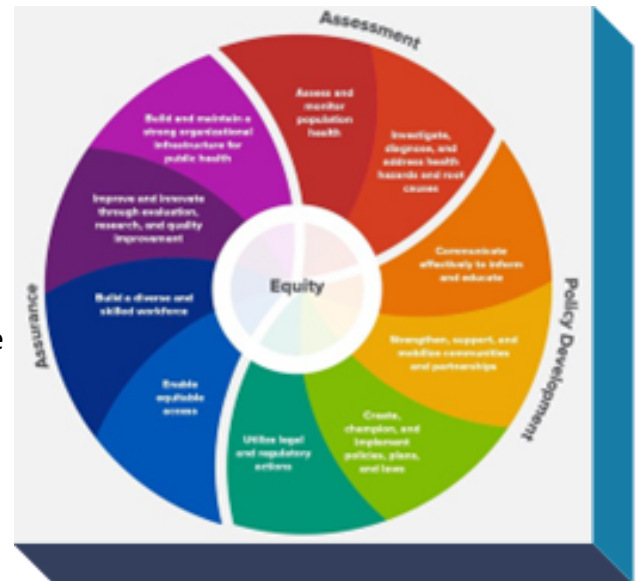 Assessment
Assess and
monitor
population
health
Investigate,
diagnose, and
address health
hazards and root
causes
Communicate
effectively to inform
and educate
Strengthen, support, and
mobilize communities
and partnerships
Create,
champion, and
implement
policies, plans,
and laws
Utilize legal
and regulatory
actions
Enable
equitable
access
Build a diverse and
skilled workforce
Improve and innovate
through evaluation,
research, and quality
improvement
Build and maintain a
strong organizational
infrastructure for
public health
Equity
Policy Development
Assurance
e